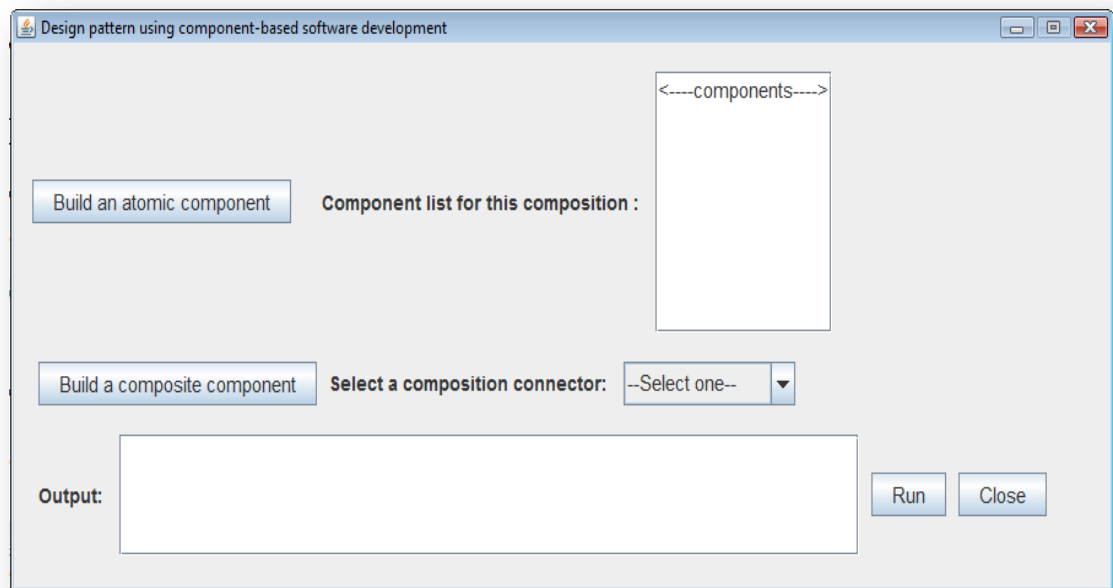 Design pattern using component-based software development
<----components---->
Build an atomic component
Component list for this composition :
Build a composite component
Select a composition connector:
--Select one--
Output:
Run
Close